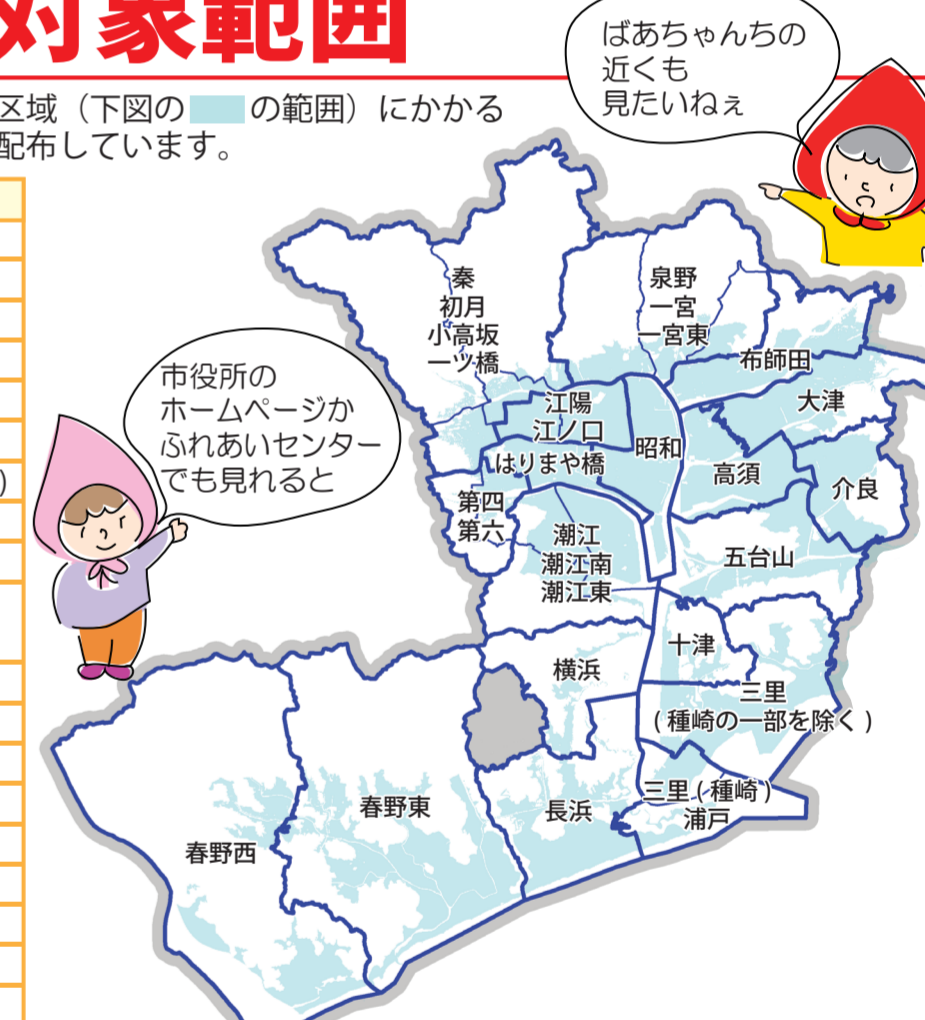 対象範囲
ばあちゃんちの
近くも
見たいねぇ
区域（下図の の範囲）にかかる
配布しています。
秦
初月
小高坂
一ツ橋
泉野
一宮
一宮東
布師田
大津
江陽
江ノ口
昭和
はりまや橋
高須
介良
第四
第六
潮江
潮江南
潮江東
五台山
市役所の
ホームページか
ふれあいセンター
でも見れると
)
十津
横浜
三里
(種崎の一部を除く)
三里(種崎)
浦戸
長浜
春野東
春野西